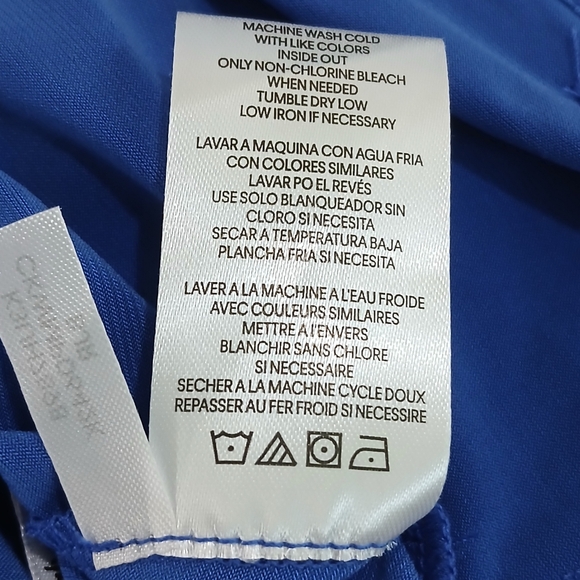 MACHINE WASH COLD
WITH LIKE COLORS
INSIDE OUT
ONLY NON-CHLORINE BLEACH
WHEN NEEDED
TUMBLE DRY LOW
LOW IRON IF NECESSARY
LAVAR A MAQUINA CON AGUA FRIA
CON COLORES SIMILARES
LAVAR PO EL REVÉS
USE SOLO BLANQUEADOR SIN
CLORO SI NECESITA
SECAR A TEMPERATURA BAJA
PLANCHA FRIA SI NECESITA
LAVER A LA MACHINE A L'EAU FROIDE
AVEC COULEURS SIMILAIRES
METTRE A l'ENVERS
BLANCHIR SANS CHLORE
SI NECESSAIRE
SECHER A LA MACHINE CYCLE DOUX
REPASSER AU FER FROID SI NECESSIRE